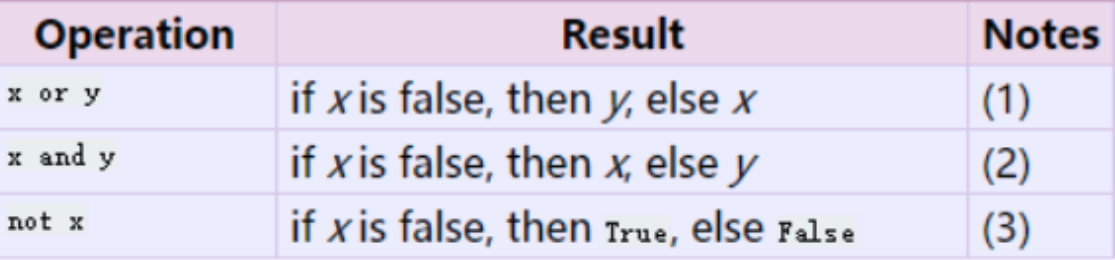 Operation Result Notes
x or y if x is false, then y, else x (1)
x and y if x is false, then x, else y (2)
not x if x is false, then True, else False (3)